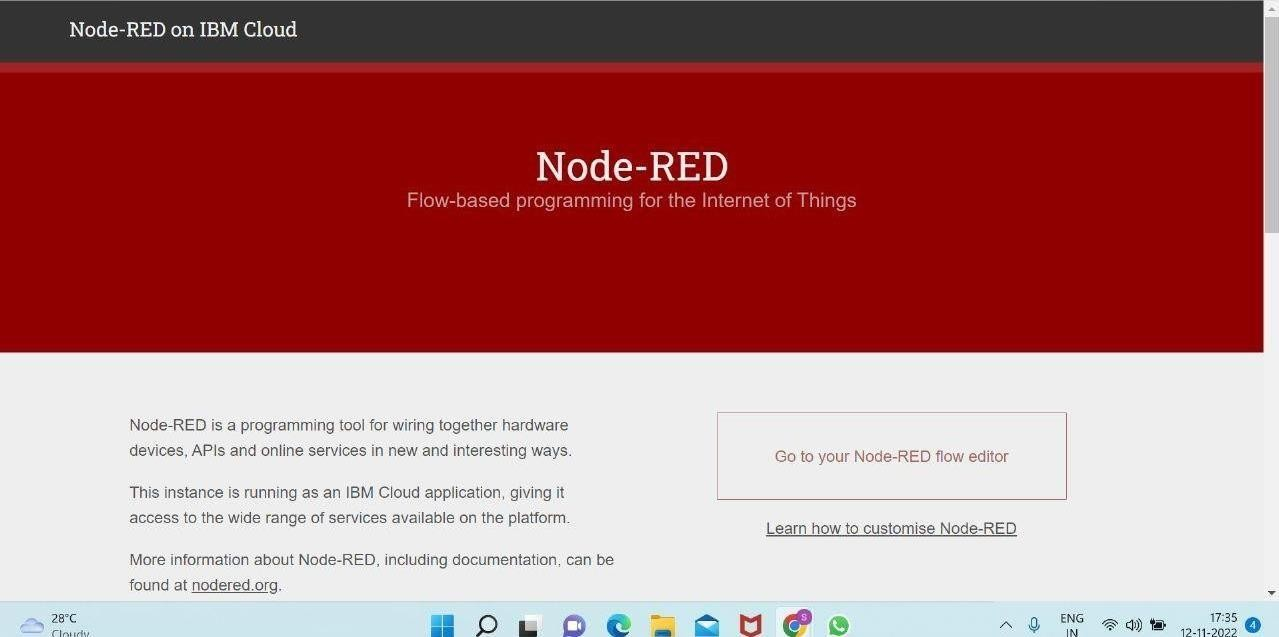 Node-RED on IBM Cloud
Node-RED
Flow-based programming for the Internet of Things
Node-RED is a programming tool for wiring together hardware
devices, APIs and online services in new and interesting ways.
This instance is running as an IBM Cloud application, giving it
access to the wide range of services available on the platform.
More information about Node-RED, including documentation, can be
found at nodered.org.
Go to your Node-RED flow editor
Learn how to customise Node-RED
28°C
Cloudy
S
ENG
IN
17:35
12-11-2022
4